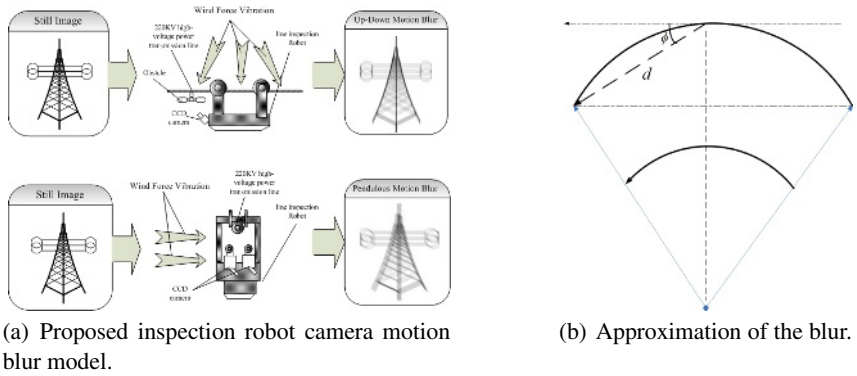 Still Image
220KV high-
voltage power
transmission line
Wind Force Vibration
line inspection
Robot
Up-Down Motion Blur
Obstacle
CCD
camera
Still Image
Wind Force Vibration
220KV high-
voltage power
transmission line
line inspection
Robot
Pendulous Motion Blur
CCD
camera
(a) Proposed inspection robot camera motion
blur model.
ø
d
(b) Approximation of the blur.